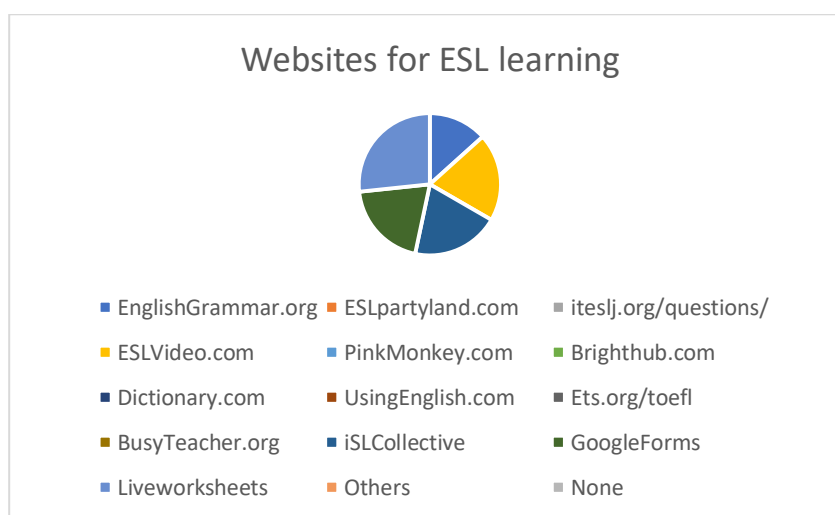 Websites for ESL learning
EnglishGrammar.org ESLpartyland.com iteslj.org/questions/
ESLVideo.com PinkMonkey.com Brighthub.com
Dictionary.com UsingEnglish.com Ets.org/toefl
BusyTeacher.org iSLCollective GoogleForms
Liveworksheets Others None